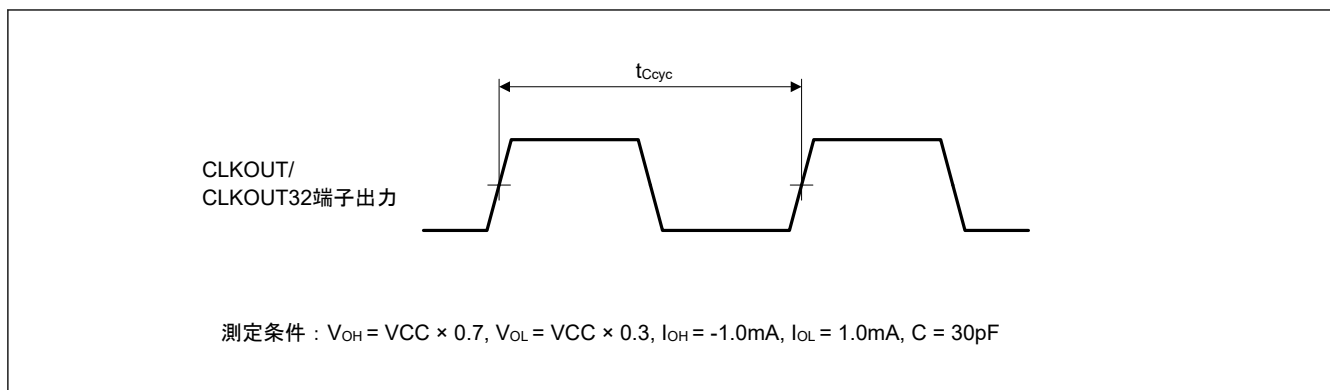 tCcyc
CLKOUT/
CLKOUT32端子出力
測定条件：VOH = VCC × 0.7, VOL = VCC × 0.3, IOH = -1.0mA, IOL = 1.0mA, C = 30pF